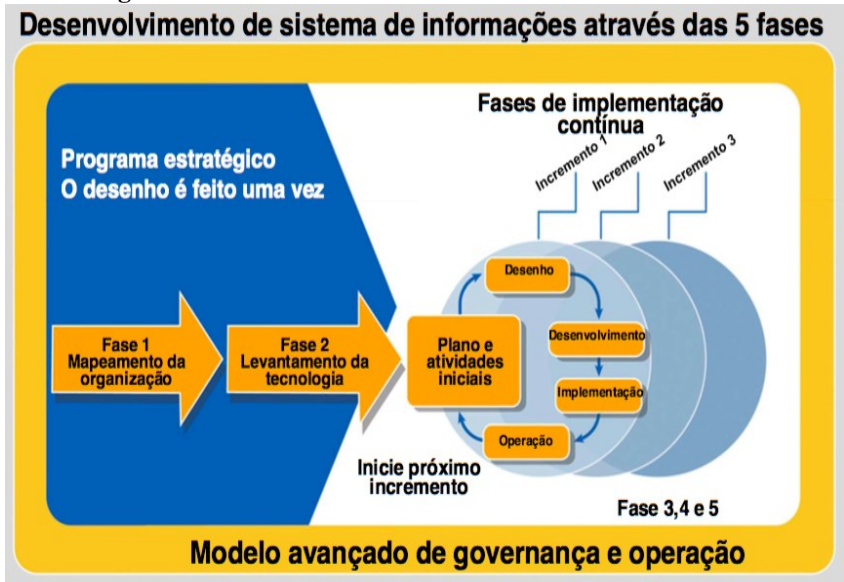 Desenvolvimento de sistema de informações através das 5 fases
Programa estratégico
O desenho é feito uma vez
Fases de implementação
contínua
Incremento 1
Incremento 2
Incremento 3
Fase 1
Mapeamento da
organização
Fase 2
Levantamento da
tecnologia
Plano e
atividades
iniciais
Desenho
Desenvolvimento
Implementação
Operação
Inicie próximo
incremento
Fase 3,4 e 5
Modelo avançado de governança e operação